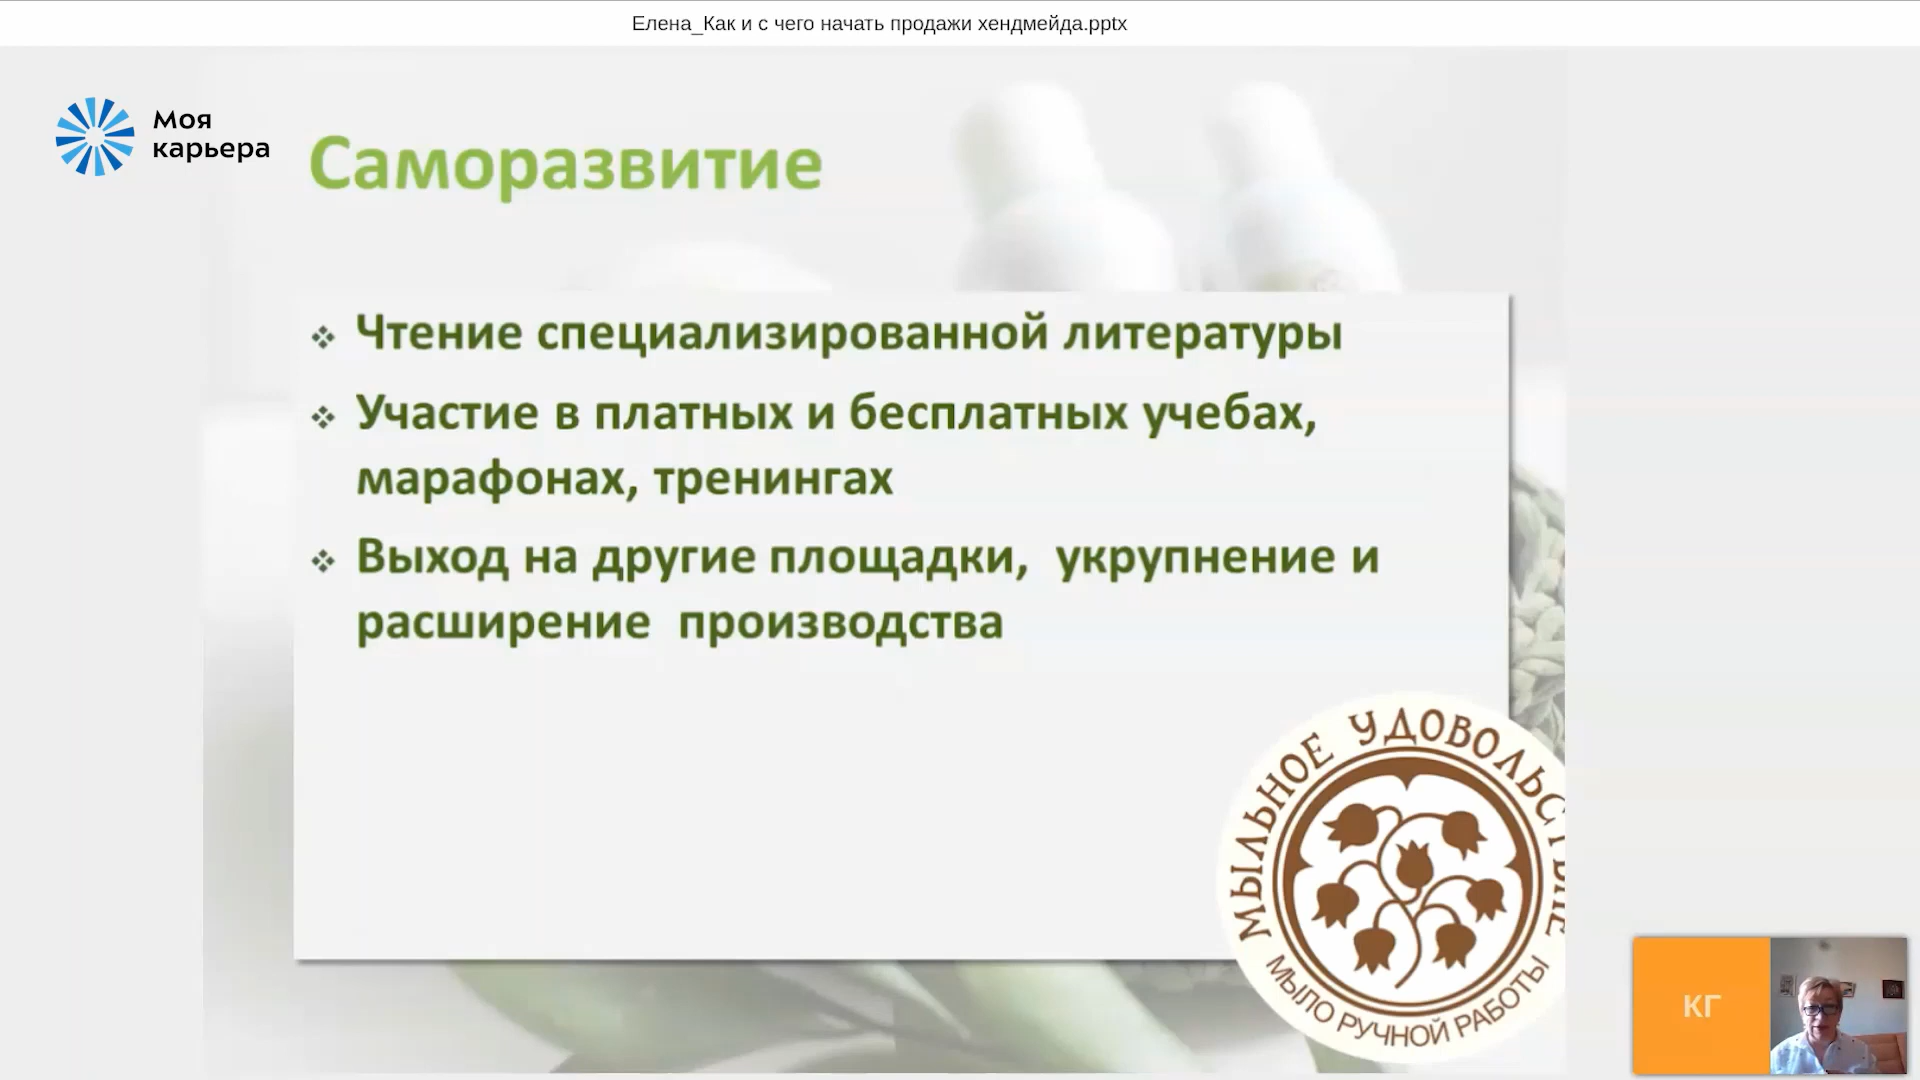 Елена_Как и с чего начать продажи хендмейда.pptx
Моя
карьера
Саморазвитие
Чтение специализированной литературы
Участие в платных и бесплатных учебах,
марафонах, тренингах
Выход на другие площадки, укрупнение и
расширение производства
МЫЛЬНОЕ УДОВОЛЬСТВИЕ
МЫЛО РУЧНОЙ РАБОТЫ
КГ